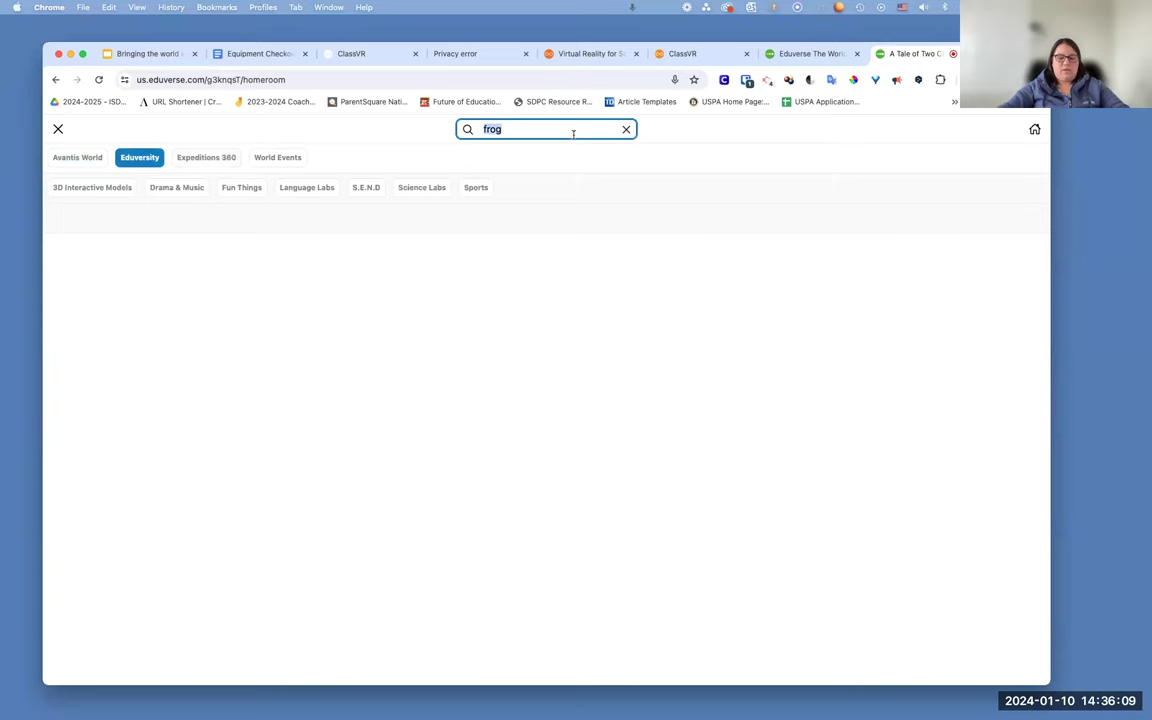 Chrome File Edit View History Bookmarks Profiles Tab Window Help
Bringing the world Equipment Checko ClassVR Privacy error Virtual Reality for Sc ClassVR Eduverse The World A Tale of Two C
us.eduverse.com/g3knqsT/homeroom
2024-2025 - ISD... URL Shortener | Cr... 2023-2024 Coach... ParentSquare Nati... Future of Educatio... SDPC Resource R... Article Templates USPA Home Page:... USPA Application...
frog
Avantis World Eduversity Expeditions 360 World Events
3D Interactive Models Drama & Music Fun Things Language Labs S.E.N.D Science Labs Sports
2024-01-10 14:36:09